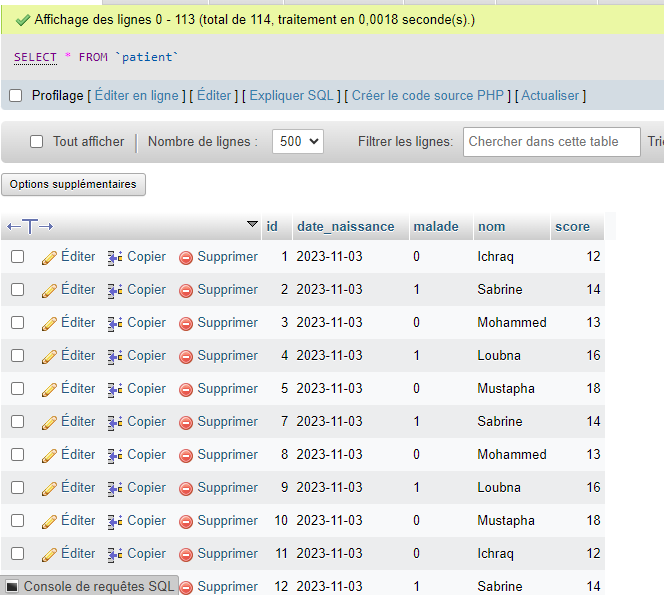 Affichage des lignes 0 - 113 (total de 114, traitement en 0,0018 seconde(s).)
SELECT * FROM `patient`
Profilage [ Éditer en ligne ] [ Éditer ] [ Expliquer SQL ] [ Créer le code source PHP ] [ Actualiser ]
Tout afficher Nombre de lignes : 500 Filtrer les lignes: Chercher dans cette table
Options supplémentaires
←T→ id date_naissance malade nom score
Éditer Copier Supprimer 1 2023-11-03 0 Ichraq 12
Éditer Copier Supprimer 2 2023-11-03 1 Sabrine 14
Éditer Copier Supprimer 3 2023-11-03 0 Mohammed 13
Éditer Copier Supprimer 4 2023-11-03 1 Loubna 16
Éditer Copier Supprimer 5 2023-11-03 0 Mustapha 18
Éditer Copier Supprimer 7 2023-11-03 1 Sabrine 14
Éditer Copier Supprimer 8 2023-11-03 0 Mohammed 13
Éditer Copier Supprimer 9 2023-11-03 1 Loubna 16
Éditer Copier Supprimer 10 2023-11-03 0 Mustapha 18
Éditer Copier Supprimer 11 2023-11-03 0 Ichraq 12
Console de requêtes SQL Supprimer 12 2023-11-03 1 Sabrine 14